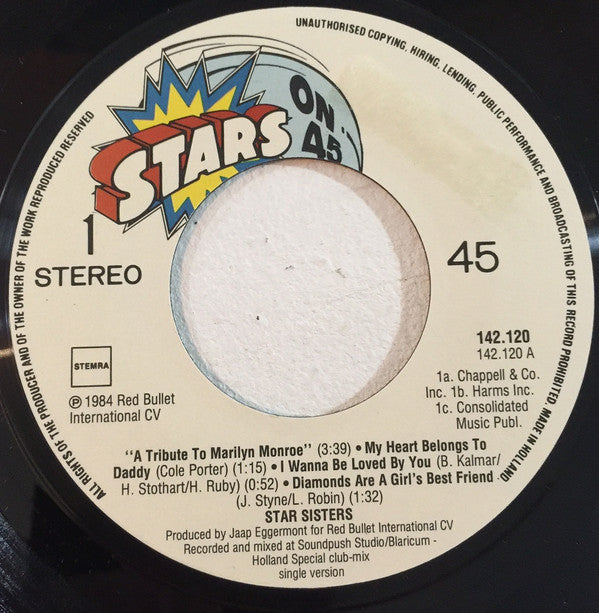 UNAUTHORISED COPYING, HIRING, LENDING, PUBLIC PERFORMANCE AND BROADCASTING OF THIS RECORD PROHIBITED. MADE IN HOLLAND.
ALL RIGHTS OF THE PRODUCER AND OF THE OWNER OF THE WORK REPRODUCED RESERVED
STARS
ON
45
1
STEREO
45
STEMRA
℗ 1984 Red Bullet
International CV
142.120
142.120 A
1a. Chappell & Co.
Inc. 1b. Harms Inc.
1c. Consolidated
Music Publ.
"A Tribute To Marilyn Monroe" (3:39) • My Heart Belongs To
Daddy (Cole Porter) (1:15) • I Wanna Be Loved By You (B. Kalmar/
H. Stothart/H. Ruby) (0:52) • Diamonds Are A Girl's Best Friend
(J. Styne/L. Robin) (1:32)
STAR SISTERS
Produced by Jaap Eggermont for Red Bullet International CV
Recorded and mixed at Soundpush Studio/Blaricum -
Holland Special club-mix
single version